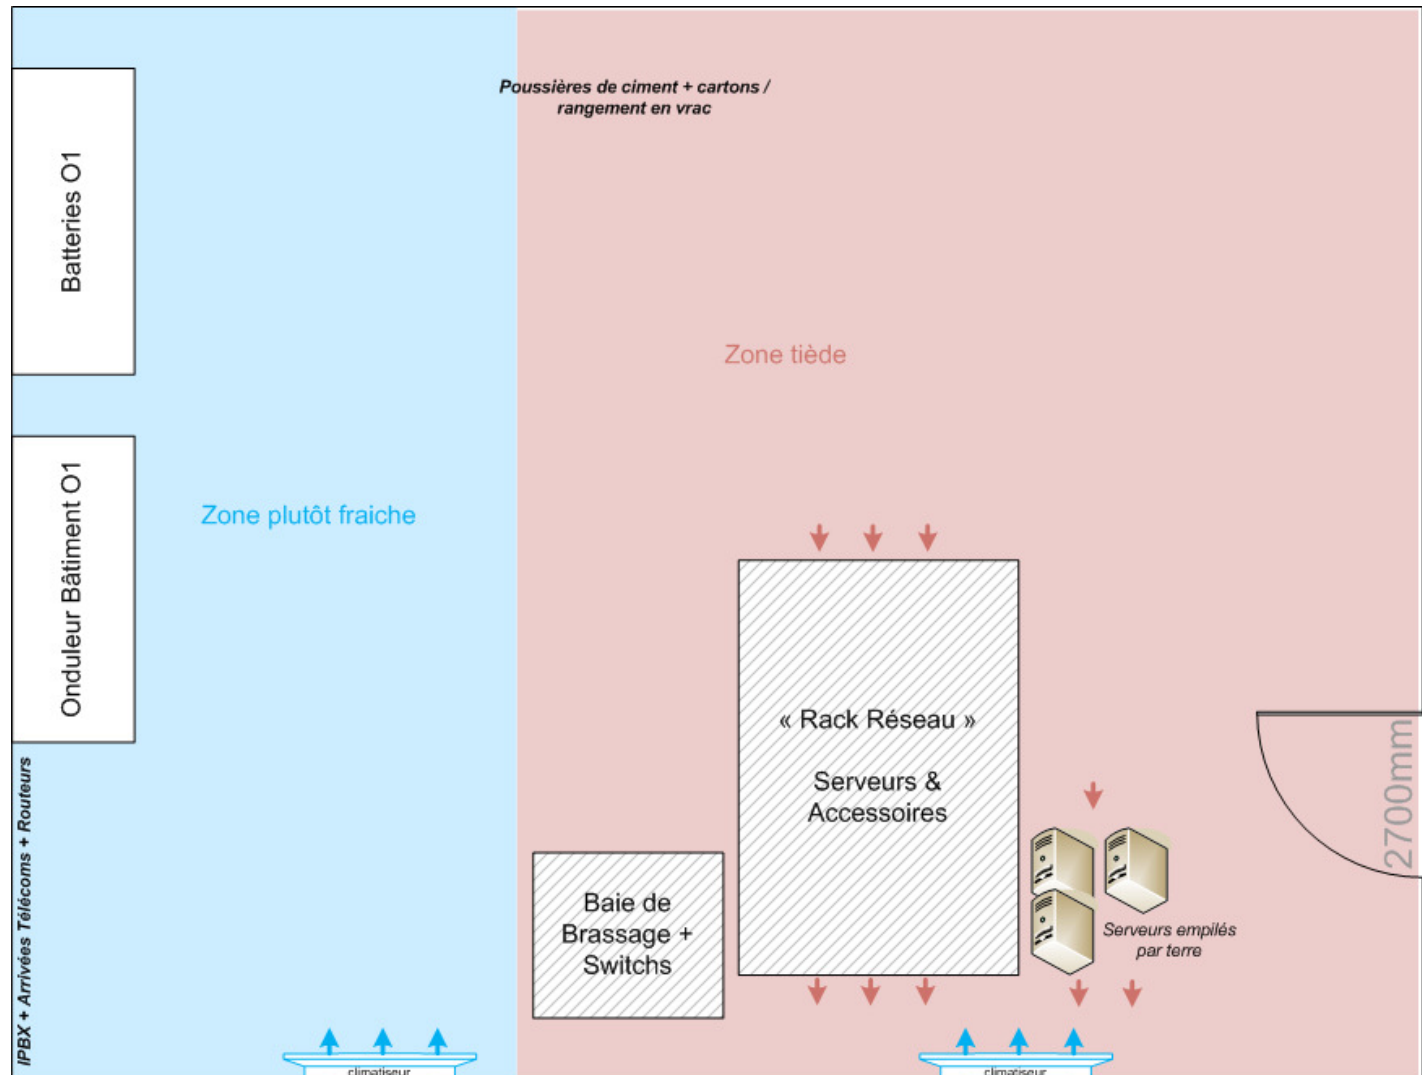 Poussières de ciment + cartons /
rangement en vrac
Batteries O1
Zone tiède
Onduleur Bâtiment O1
Zone plutôt fraiche
« Rack Réseau »
Serveurs &
Accessoires
2700mm
IPBX + Arrivées Télécoms + Routeurs
Baie de
Brassage +
Switchs
Serveurs empilés
par terre
climatiseur
climatiseur